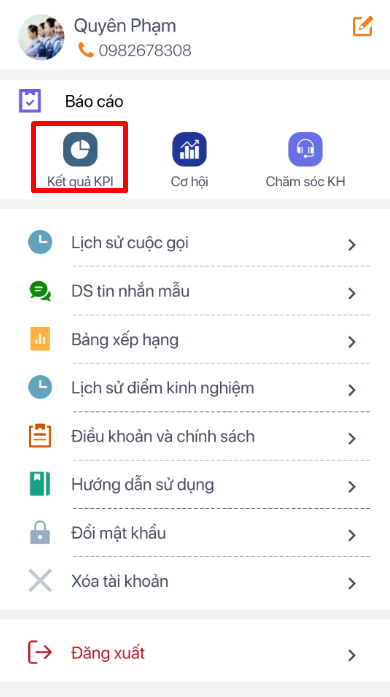 Quyên Phạm
0982678308
Báo cáo
Kết quả KPI
Cơ hội
Chăm sóc KH
Lịch sử cuộc gọi
DS tin nhắn mẫu
Bảng xếp hạng
Lịch sử điểm kinh nghiệm
Điều khoản và chính sách
Hướng dẫn sử dụng
Đổi mật khẩu
Xóa tài khoản
Đăng xuất